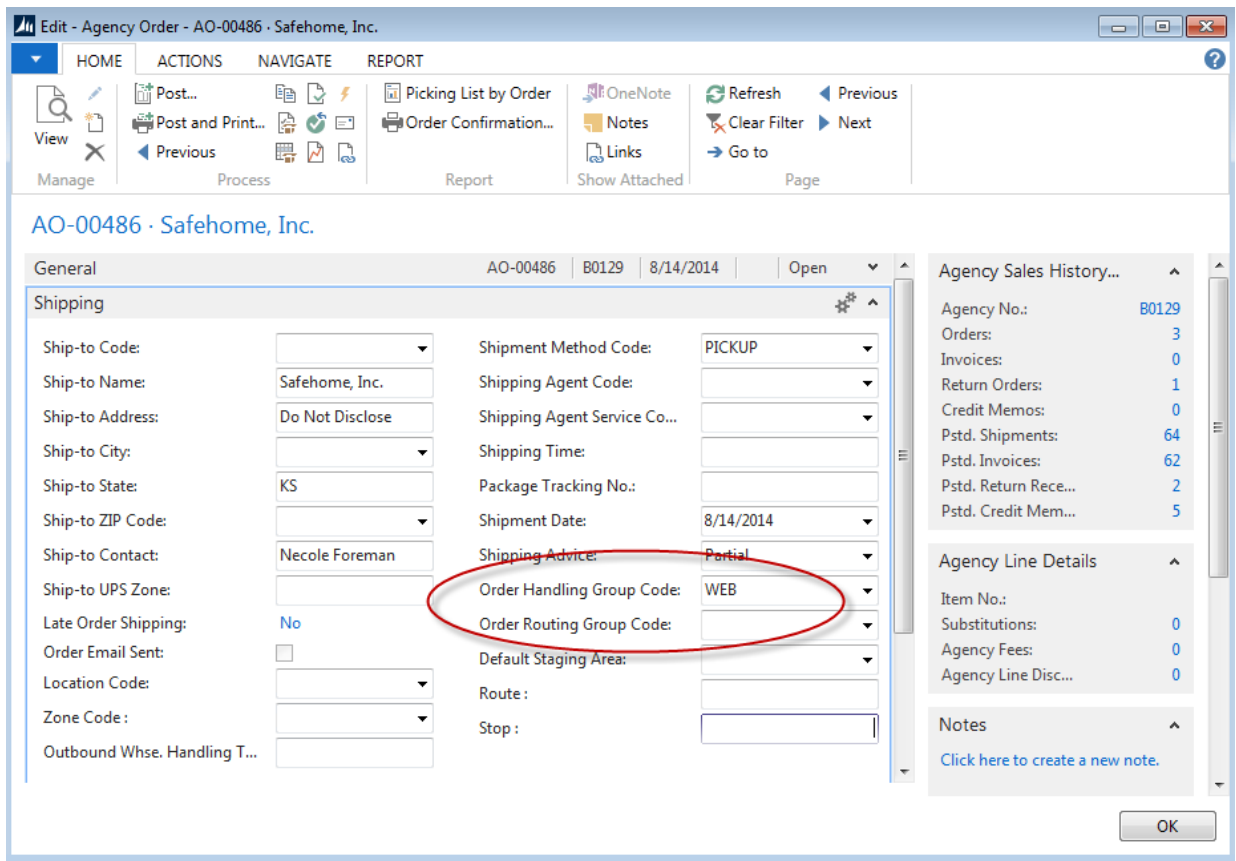 Edit - Agency Order - AO-00486 · Safehome, Inc.
HOME ACTIONS NAVIGATE REPORT
View
Manage
Post...
Post and Print...
Previous
Process
Picking List by Order
Order Confirmation...
Report
OneNote
Notes
Links
Show Attached
Refresh
Clear Filter
Go to
Previous
Next
Page
AO-00486 · Safehome, Inc.
General AO-00486 B0129 8/14/2014 Open
Shipping
Ship-to Code:
Ship-to Name: Safehome, Inc.
Ship-to Address: Do Not Disclose
Ship-to City:
Ship-to State: KS
Ship-to ZIP Code:
Ship-to Contact: Necole Foreman
Ship-to UPS Zone:
Late Order Shipping: No
Order Email Sent:
Location Code:
Zone Code :
Outbound Whse. Handling T...
Shipment Method Code: PICKUP
Shipping Agent Code:
Shipping Agent Service Co...
Shipping Time:
Package Tracking No.:
Shipment Date: 8/14/2014
Shipping Advice: Partial
Order Handling Group Code: WEB
Order Routing Group Code:
Default Staging Area:
Route :
Stop :
Agency Sales History...
Agency No.: B0129
Orders: 3
Invoices: 0
Return Orders: 1
Credit Memos: 0
Pstd. Shipments: 64
Pstd. Invoices: 62
Pstd. Return Rece... 2
Pstd. Credit Mem... 5
Agency Line Details
Item No.:
Substitutions: 0
Agency Fees: 0
Agency Line Disc... 0
Notes
Click here to create a new note.
OK